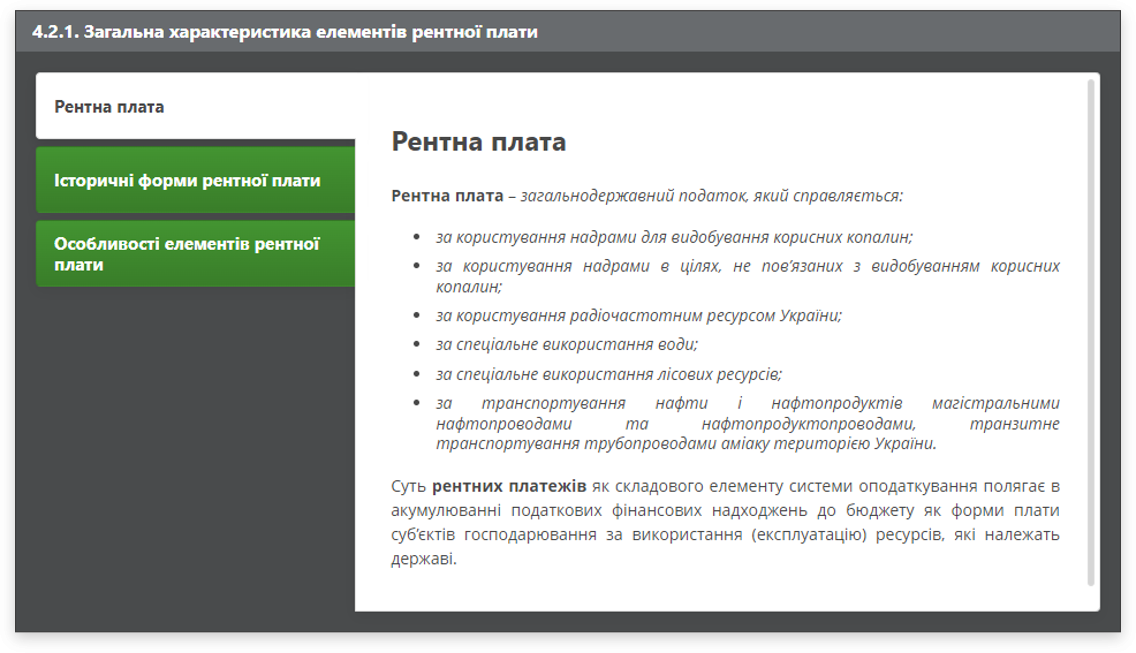 4.2.1. Загальна характеристика елементів рентної плати
Рентна плата
Історичні форми рентної плати
Особливості елементів рентної
плати
Рентна плата
Рентна плата – загальнодержавний податок, який справляється:
• за користування надрами для видобування корисних копалин;
• за користування надрами в цілях, не пов’язаних з видобуванням корисних
копалин;
• за користування радіочастотним ресурсом України;
• за спеціальне використання води;
• за спеціальне використання лісових ресурсів;
• за транспортування нафти і нафтопродуктів магістральними
нафтопроводами та нафтопродуктопроводами, транзитне
транспортування трубопроводами аміаку територією України.
Суть рентних платежів як складового елементу системи оподаткування полягає в
акумулюванні податкових фінансових надходжень до бюджету як форми плати
суб’єктів господарювання за використання (експлуатацію) ресурсів, які належать
державі.